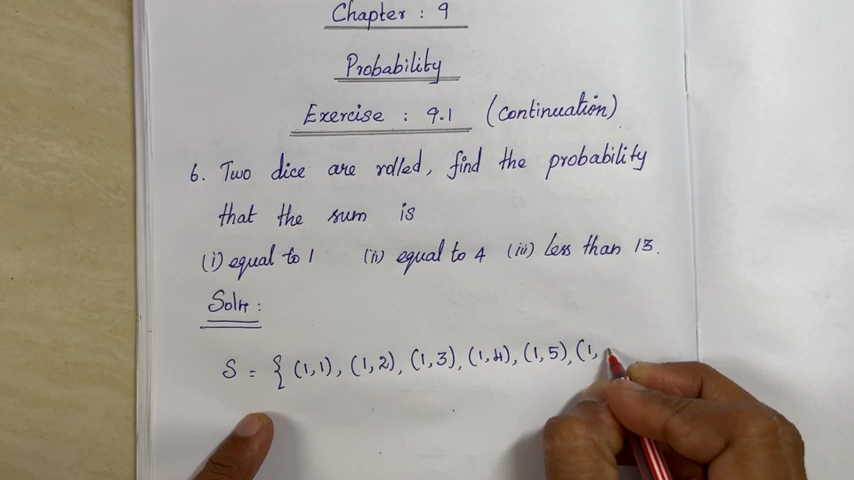 Chapter : 9
Probability
Exercise : 9.1 (Continuation)
6. Two dice are rolled, find the probability
that the sum is
(i) equal to 1 (ii) equal to 4 (iii) less than 13.
Soln :
S = { (1,1), (1,2), (1,3), (1,4), (1,5), (1,